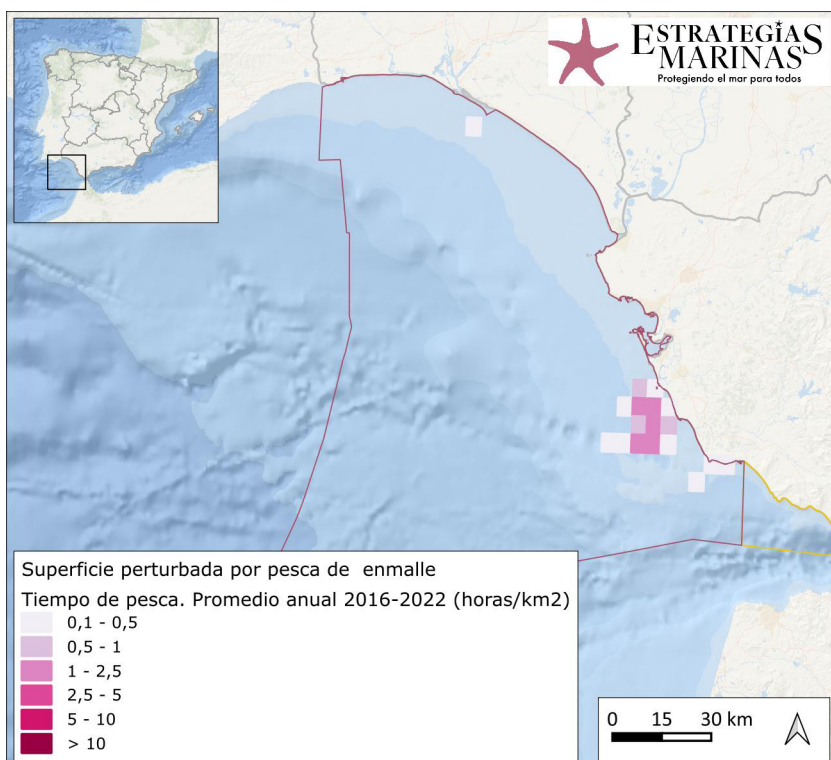 ESTRATEGIAS
MARINAS
Protegiendo el mar para todos
Superficie perturbada por pesca de enmalle
Tiempo de pesca. Promedio anual 2016-2022 (horas/km2)
0,1 - 0,5
0,5 - 1
1 - 2,5
2,5 - 5
5 - 10
> 10
0 15 30 km